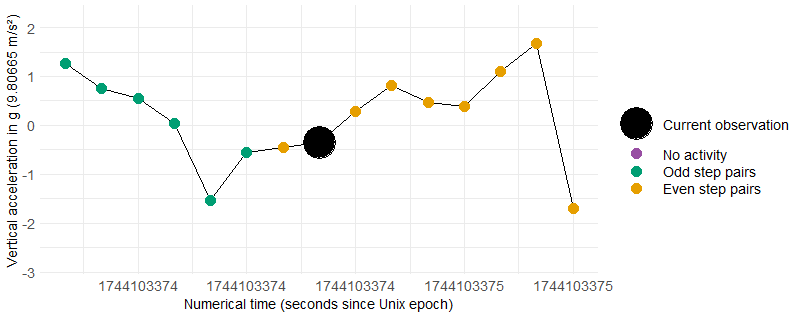 Vertical acceleration in g (9.80665 m/s²)
2
1
0
-1
-2
-3
1744103374
1744103374
1744103374
1744103375
1744103375
Numerical time (seconds since Unix epoch)
Current observation
No activity
Odd step pairs
Even step pairs